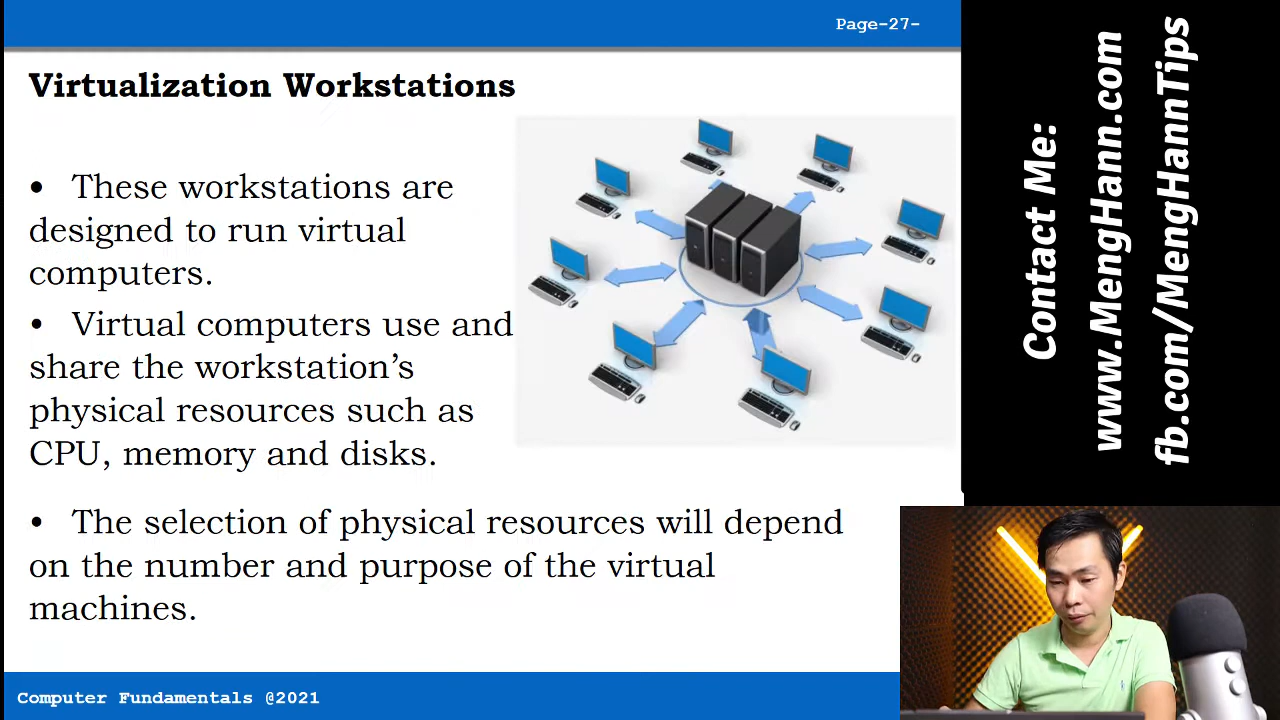 Page-27-
Virtualization Workstations
• These workstations are
designed to run virtual
computers.
• Virtual computers use and
share the workstation’s
physical resources such as
CPU, memory and disks.
• The selection of physical resources will depend
on the number and purpose of the virtual
machines.
Computer Fundamentals @2021
Contact Me:
www.MengHann.com
fb.com/MengHannTips